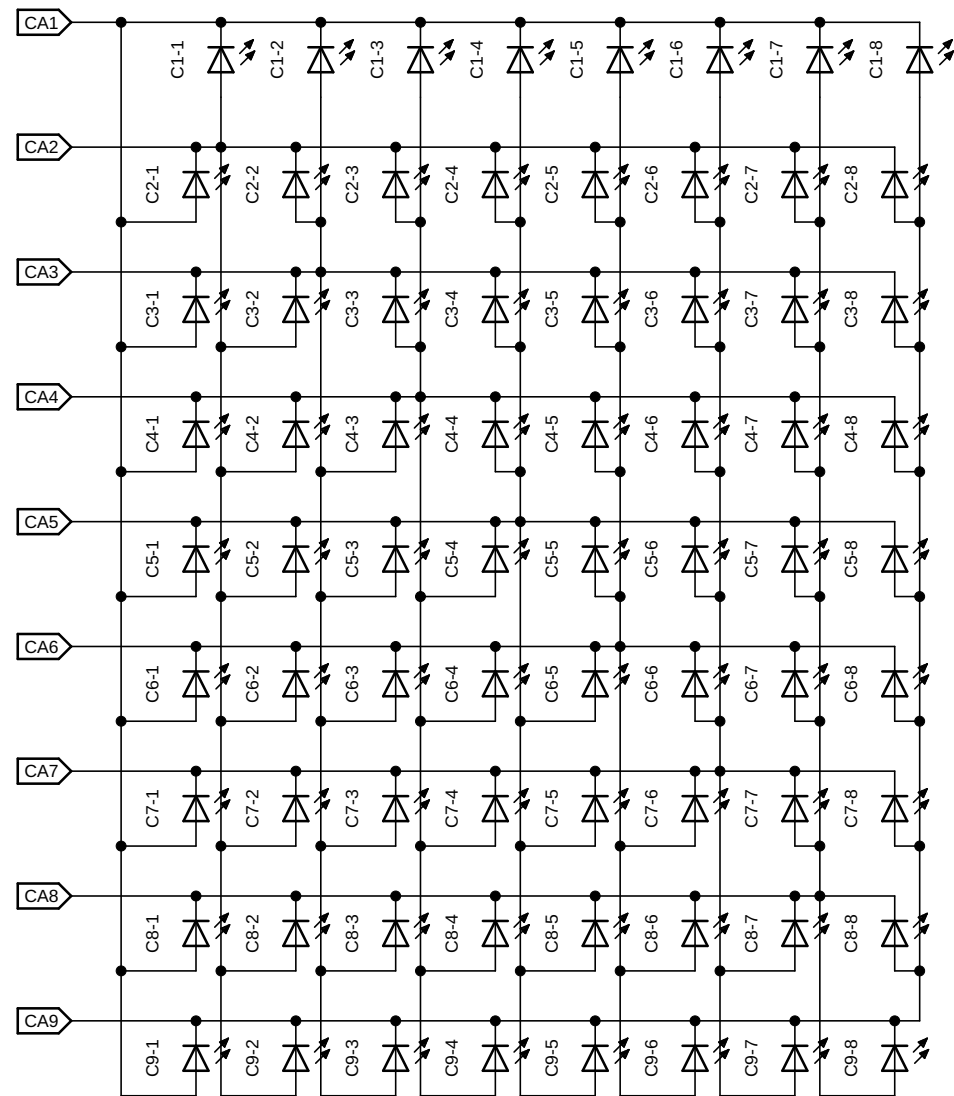 CA1
C1-1 C1-2 C1-3 C1-4 C1-5 C1-6 C1-7 C1-8
CA2
C2-1 C2-2 C2-3 C2-4 C2-5 C2-6 C2-7 C2-8
CA3
C3-1 C3-2 C3-3 C3-4 C3-5 C3-6 C3-7 C3-8
CA4
C4-1 C4-2 C4-3 C4-4 C4-5 C4-6 C4-7 C4-8
CA5
C5-1 C5-2 C5-3 C5-4 C5-5 C5-6 C5-7 C5-8
CA6
C6-1 C6-2 C6-3 C6-4 C6-5 C6-6 C6-7 C6-8
CA7
C7-1 C7-2 C7-3 C7-4 C7-5 C7-6 C7-7 C7-8
CA8
C8-1 C8-2 C8-3 C8-4 C8-5 C8-6 C8-7 C8-8
CA9
C9-1 C9-2 C9-3 C9-4 C9-5 C9-6 C9-7 C9-8